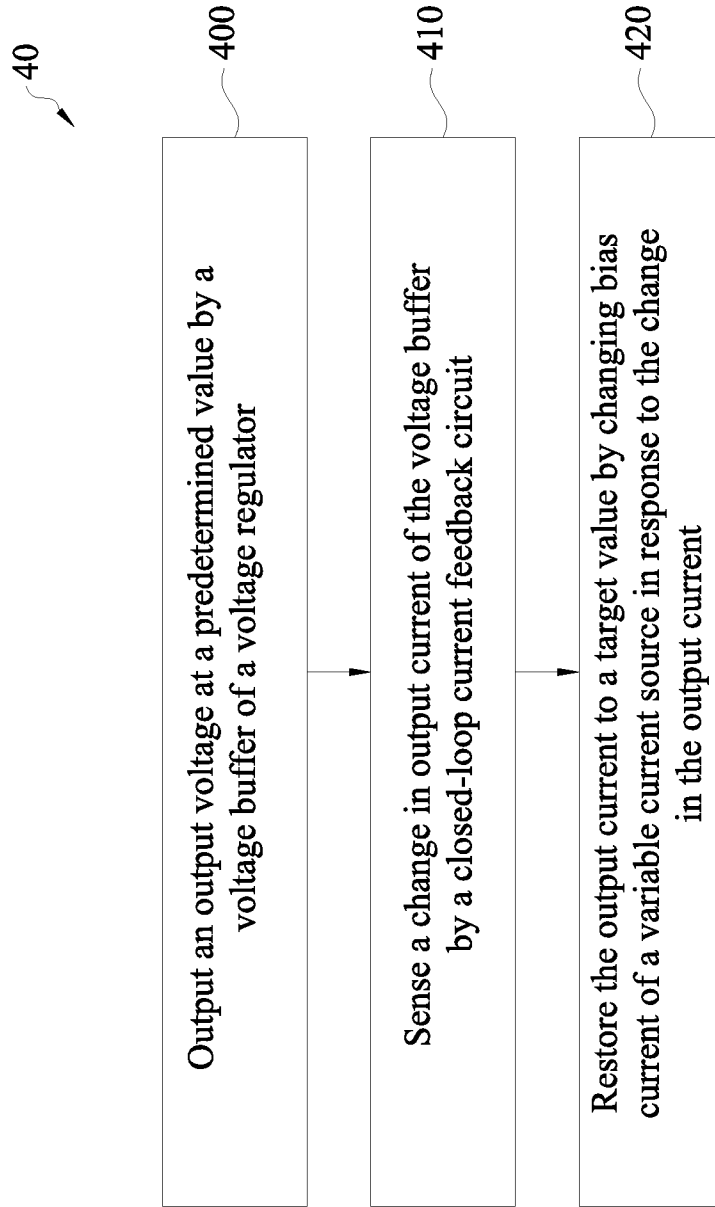 40
400
Output an output voltage at a predetermined value by a
voltage buffer of a voltage regulator
410
Sense a change in output current of the voltage buffer
by a closed-loop current feedback circuit
420
Restore the output current to a target value by changing bias
current of a variable current source in response to the change
in the output current